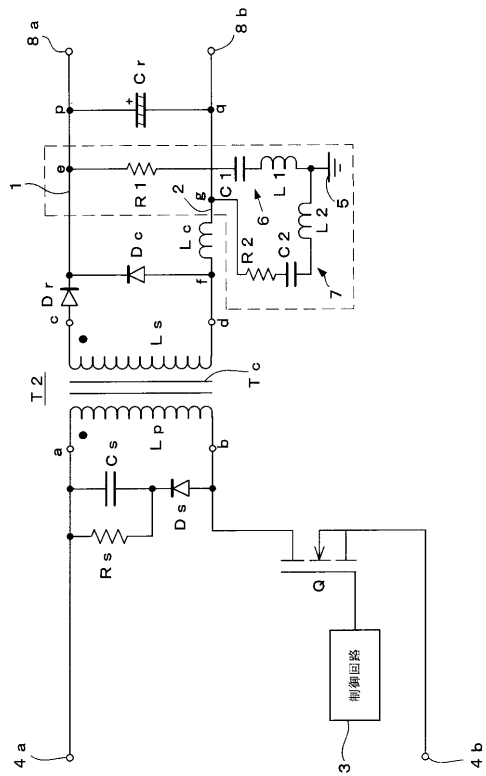 T2
4a
4b
3
制御回路
Q
Rs
Cs
Ds
a
b
Lp
Ls
Tc
c
d
Dr
Dc
Lc
f
1
2
e
g
R1
C1
L1
6
R2
C2
L2
7
5
p
q
+
Cr
8a
8b